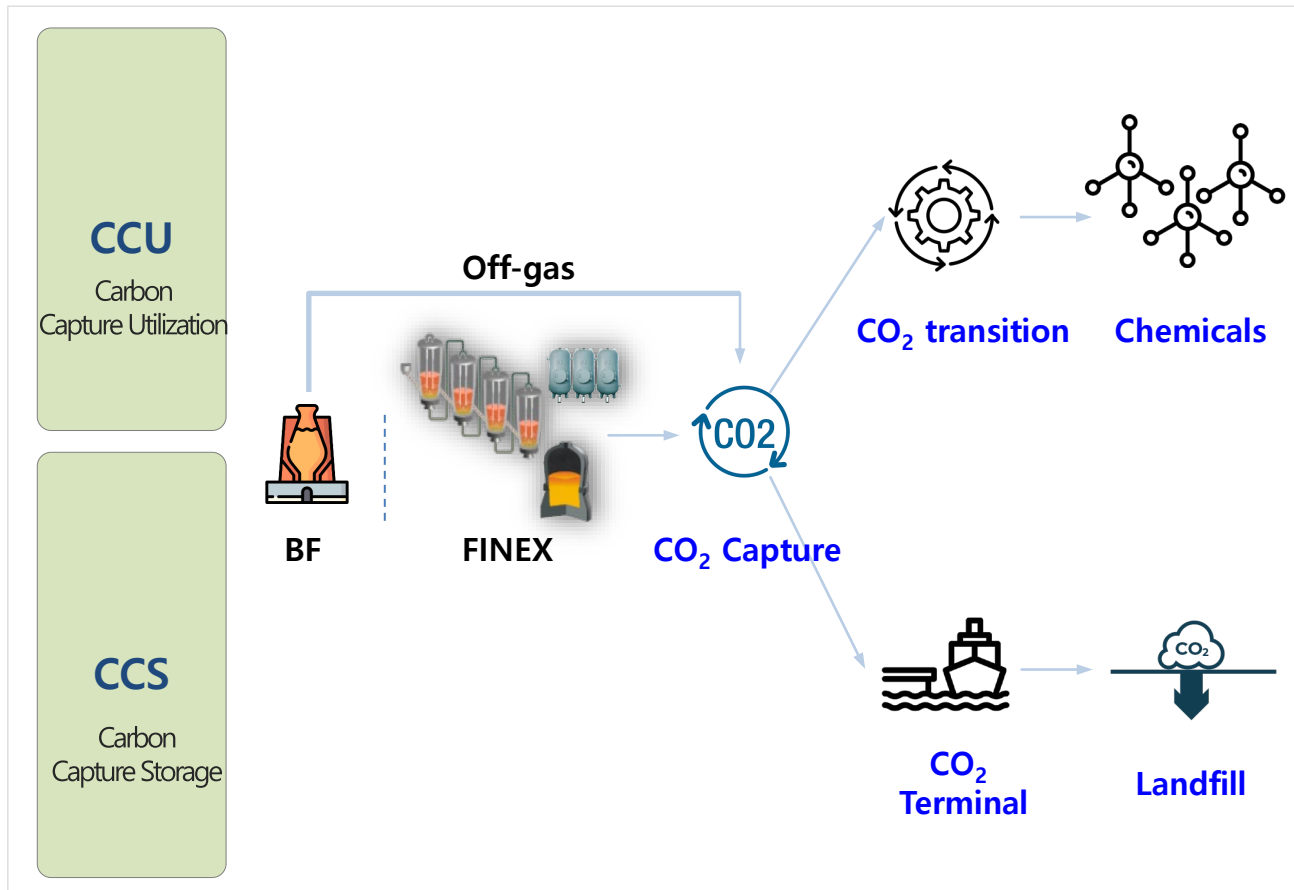 CCU
Carbon
Capture Utilization
CCS
Carbon
Capture Storage
Off-gas
BF
FINEX
CO2
CO₂ Capture
CO₂ transition
Chemicals
CO₂
Terminal
CO₂
Landfill